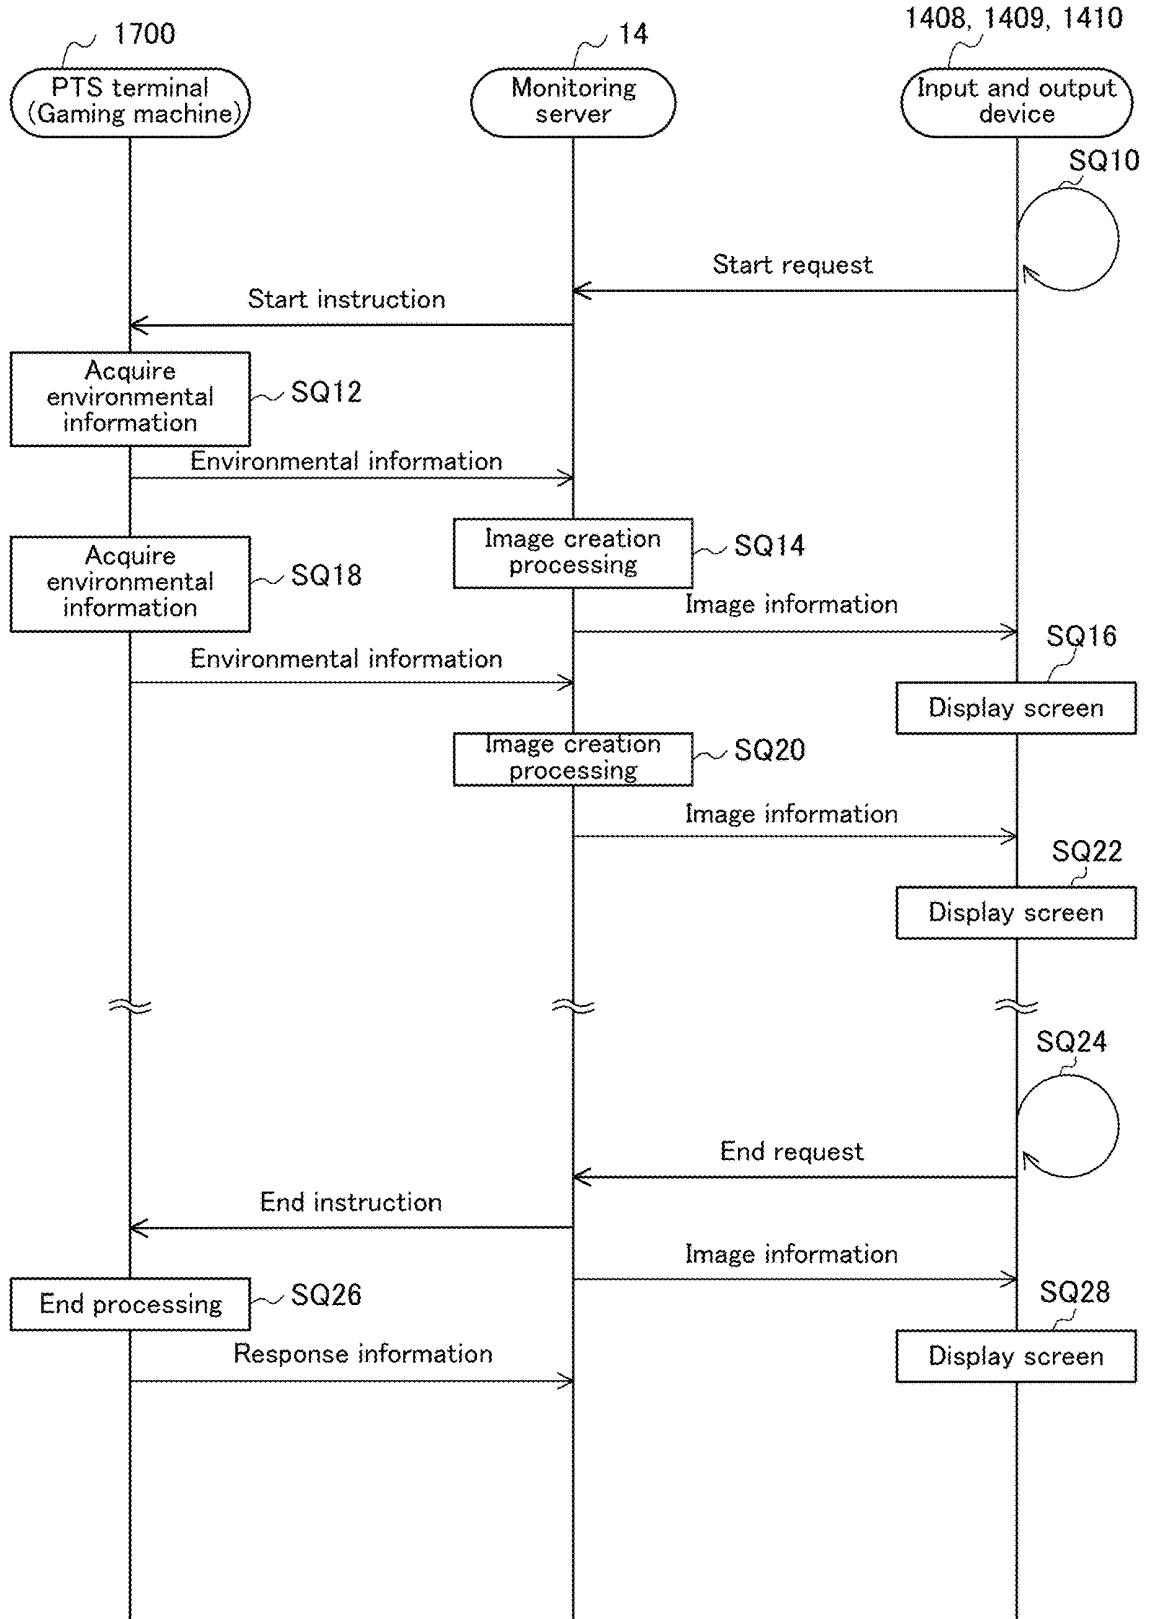 1700
14
1408, 1409, 1410
PTS terminal
(Gaming machine)
Monitoring
server
Input and output
device
SQ10
Start request
Start instruction
Acquire
environmental
information
SQ12
Environmental information
Image creation
processing
SQ14
Acquire
environmental
information
SQ18
Image information
SQ16
Environmental information
Display screen
Image creation
processing
SQ20
Image information
SQ22
Display screen
SQ24
End request
End instruction
Image information
End processing
SQ26
SQ28
Response information
Display screen